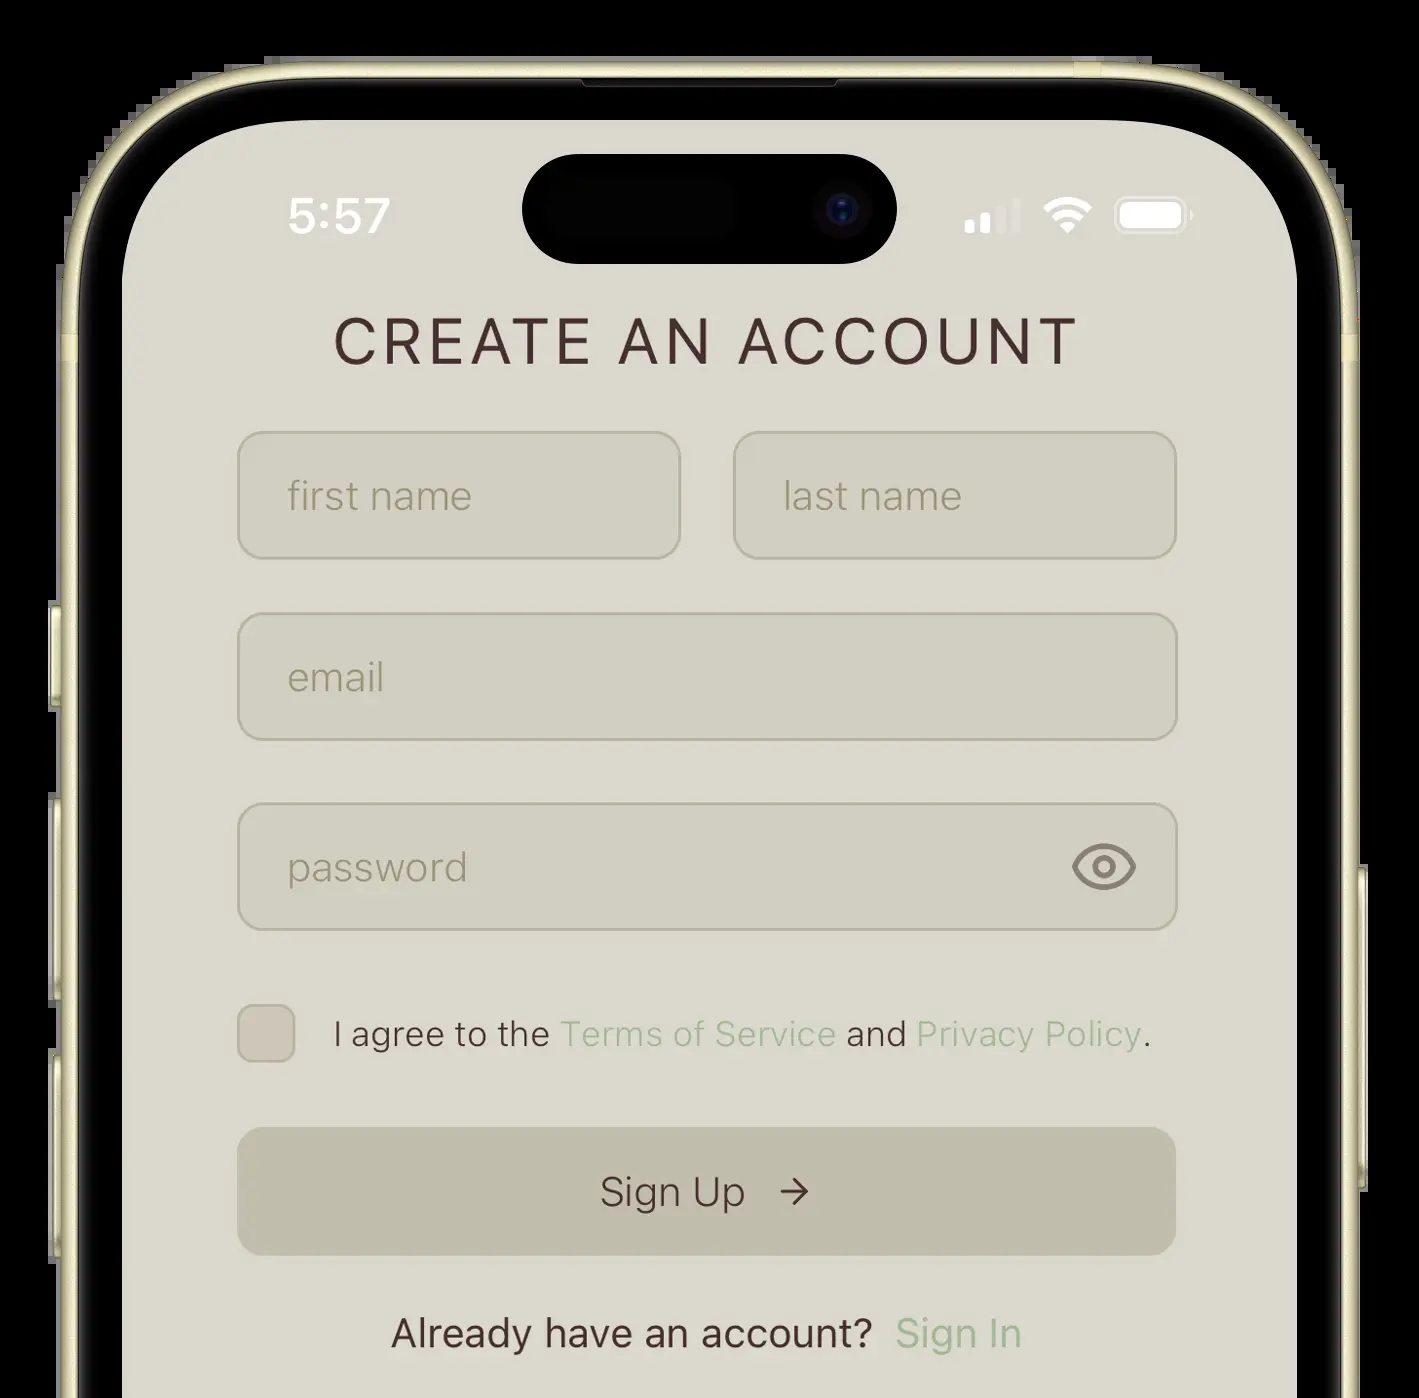 5:57
CREATE AN ACCOUNT
first name last name
email
password
I agree to the Terms of Service and Privacy Policy.
Sign Up →
Already have an account? Sign In